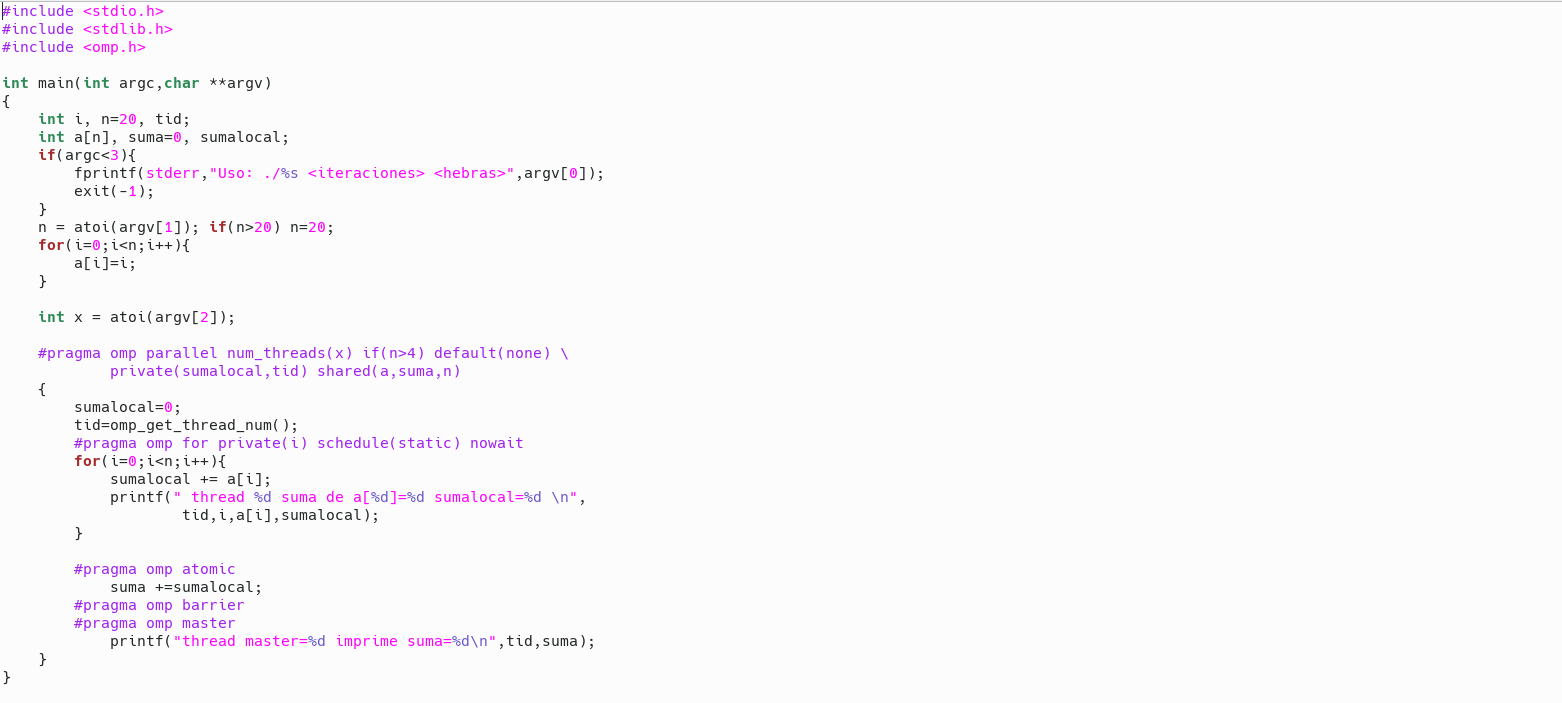 #include <stdio.h>
#include <stdlib.h>
#include <omp.h>

int main(int argc,char **argv)
{
    int i, n=20, tid;
    int a[n], suma=0, sumalocal;
    if(argc<3){
        fprintf(stderr,"Uso: ./%s <iteraciones> <hebras>",argv[0]);
        exit(-1);
    }
    n = atoi(argv[1]); if(n>20) n=20;
    for(i=0;i<n;i++){
        a[i]=i;
    }

    int x = atoi(argv[2]);

    #pragma omp parallel num_threads(x) if(n>4) default(none) \
            private(sumalocal,tid) shared(a,suma,n)
    {
        sumalocal=0;
        tid=omp_get_thread_num();
        #pragma omp for private(i) schedule(static) nowait
        for(i=0;i<n;i++){
            sumalocal += a[i];
            printf(" thread %d suma de a[%d]=%d sumalocal=%d \n",
                    tid,i,a[i],sumalocal);
        }

        #pragma omp atomic
            suma +=sumalocal;
        #pragma omp barrier
        #pragma omp master
            printf("thread master=%d imprime suma=%d\n",tid,suma);
    }
}